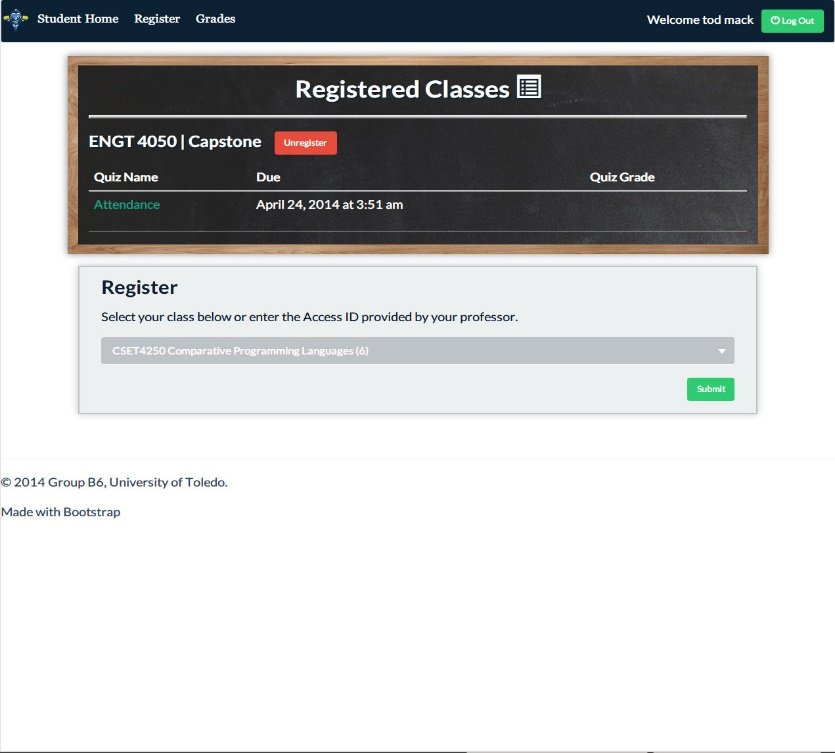 Student Home Register Grades Welcome tod mack Log Out
Registered Classes
ENGT 4050 | Capstone Unregister
Quiz Name Due Quiz Grade
Attendance April 24, 2014 at 3:51 am
Register
Select your class below or enter the Access ID provided by your professor.
CSET4250 Comparative Programming Languages (6)
Submit
© 2014 Group B6, University of Toledo.
Made with Bootstrap